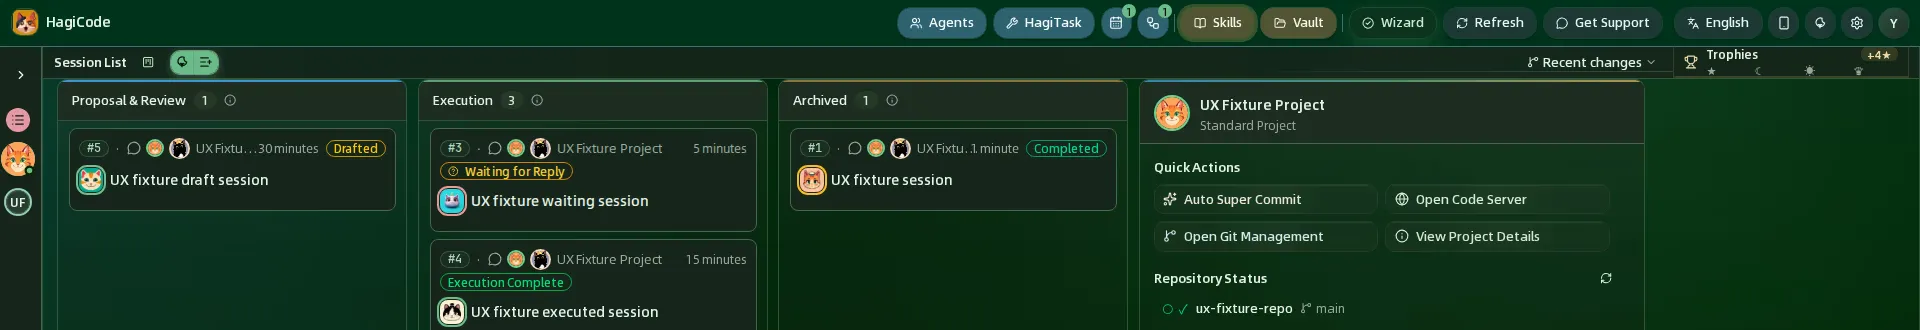 HagiCode
Agents
HagiTask
1
1
Skills
Vault
Wizard
Refresh
Get Support
English
Y
Session List
Recent changes
Trophies
+4★
Proposal & Review 1
#5 · UX Fixtu... 30 minutes Drafted
UX fixture draft session
Execution 3
#3 · UX Fixture Project 5 minutes
Waiting for Reply
UX fixture waiting session
#4 · UX Fixture Project 15 minutes
Execution Complete
UX fixture executed session
Archived 1
#1 · UX Fixtu... 1 minute Completed
UX fixture session
UX Fixture Project
Standard Project
Quick Actions
Auto Super Commit
Open Code Server
Open Git Management
View Project Details
Repository Status
ux-fixture-repo main
UF